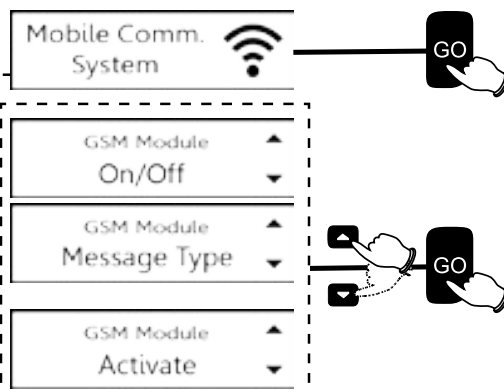 Mobile Comm.
System
GO
GSM Module
On/Off
GSM Module
Message Type
GO
GSM Module
Activate